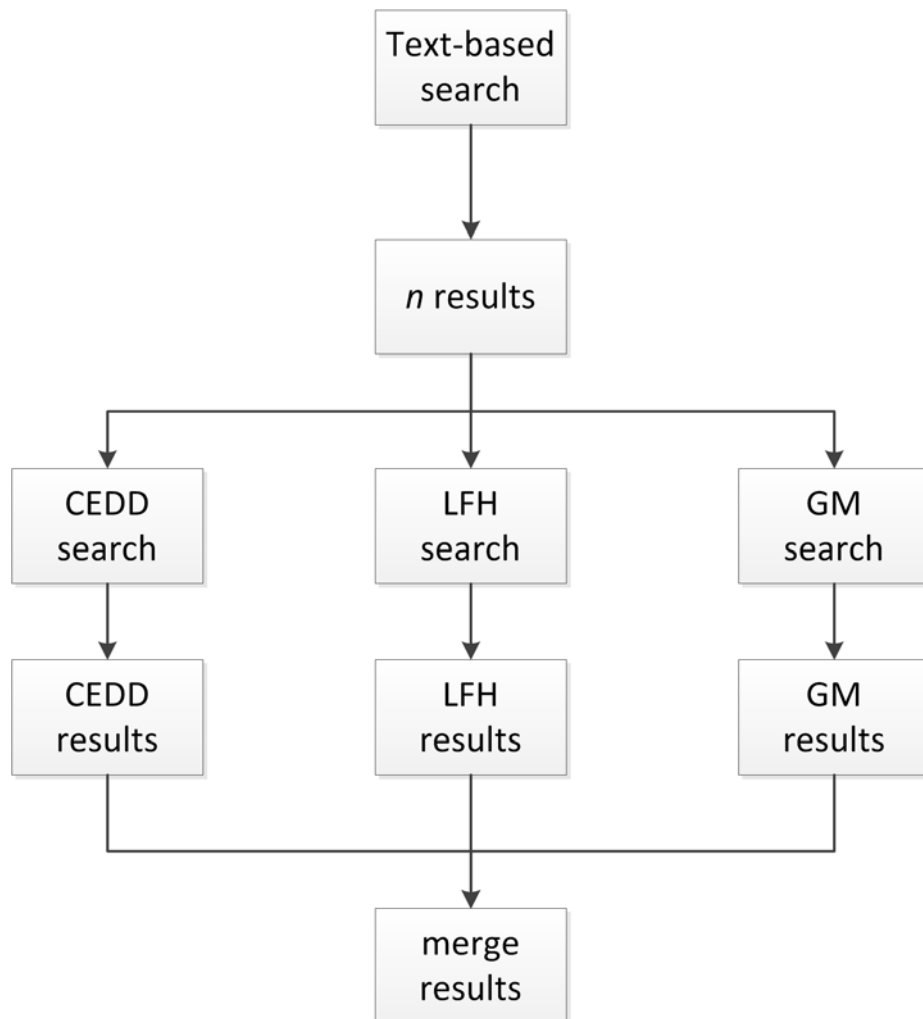 Text-based
search
n results
CEDD
search
LFH
search
GM
search
CEDD
results
LFH
results
GM
results
merge
results